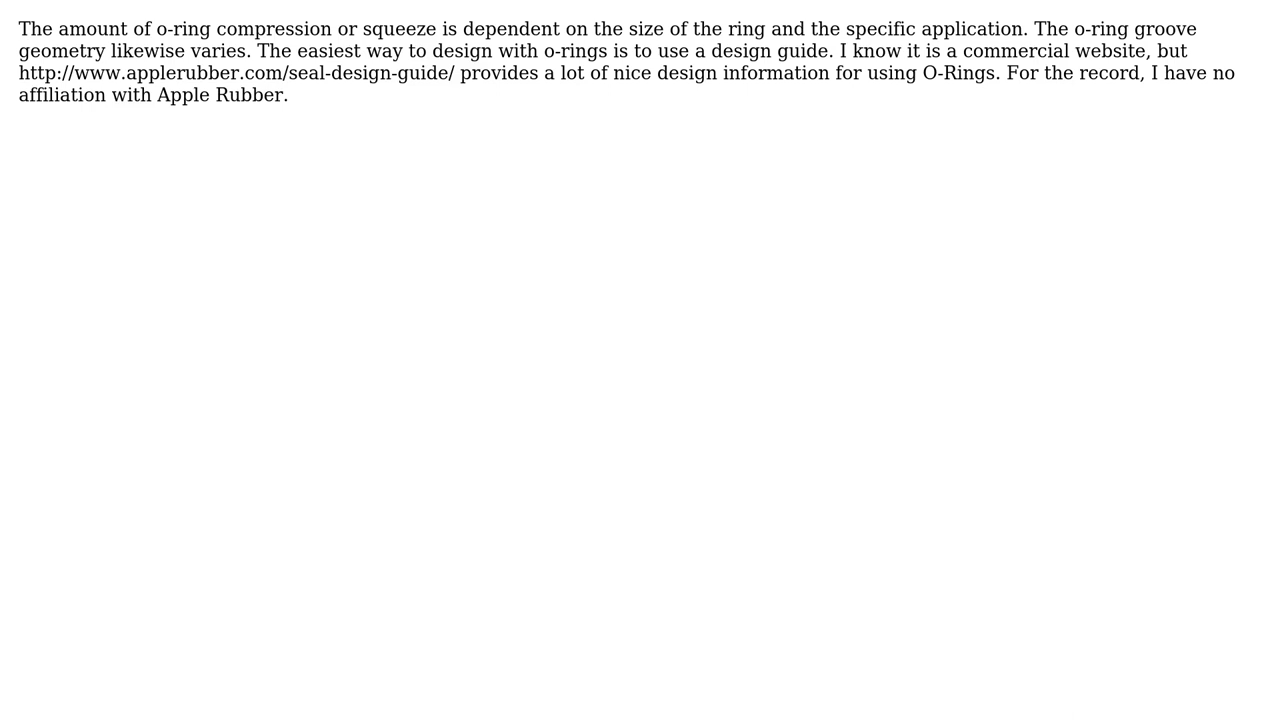 The amount of o-ring compression or squeeze is dependent on the size of the ring and the specific application. The o-ring groove
geometry likewise varies. The easiest way to design with o-rings is to use a design guide. I know it is a commercial website, but
http://www.applerubber.com/seal-design-guide/ provides a lot of nice design information for using O-Rings. For the record, I have no
affiliation with Apple Rubber.